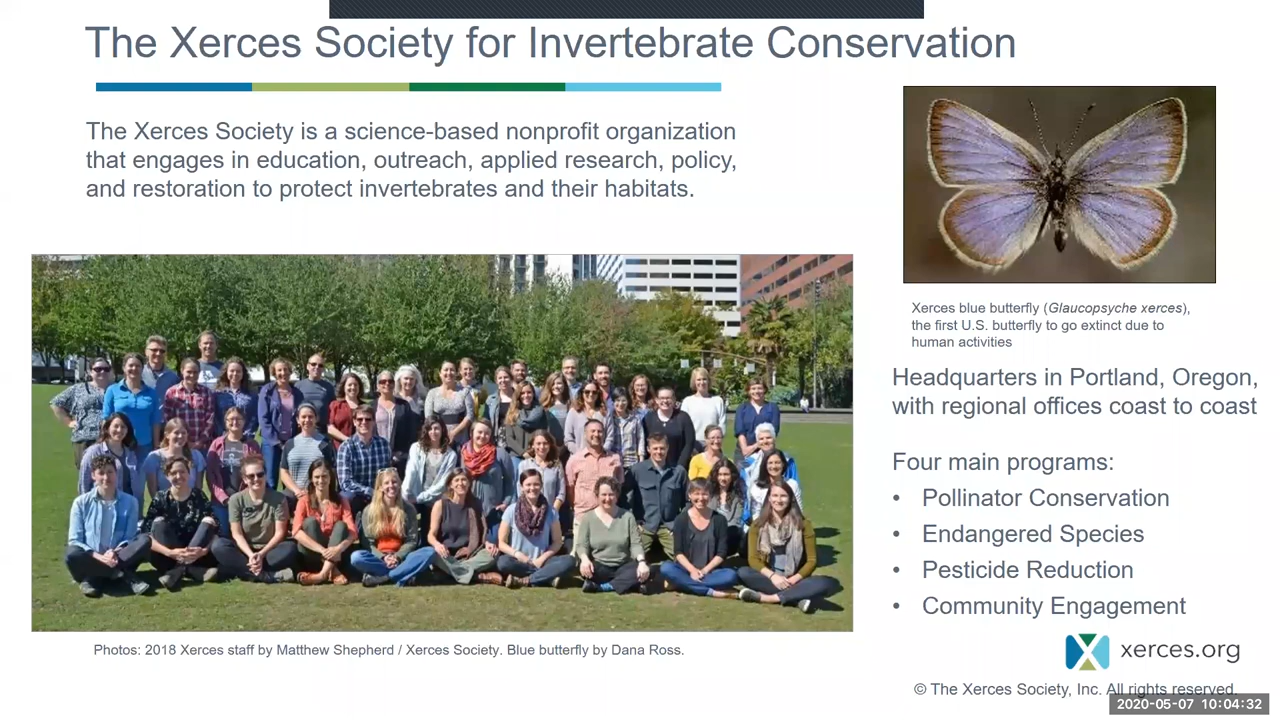 The Xerces Society for Invertebrate Conservation
The Xerces Society is a science-based nonprofit organization
that engages in education, outreach, applied research, policy,
and restoration to protect invertebrates and their habitats.
Xerces blue butterfly (Glaucopsyche xerces),
the first U.S. butterfly to go extinct due to
human activities
Headquarters in Portland, Oregon,
with regional offices coast to coast
Four main programs:
• Pollinator Conservation
• Endangered Species
• Pesticide Reduction
• Community Engagement
Photos: 2018 Xerces staff by Matthew Shepherd / Xerces Society. Blue butterfly by Dana Ross.
xerces.org
© The Xerces Society, Inc. All rights reserved.
2020-05-07 10:04:32